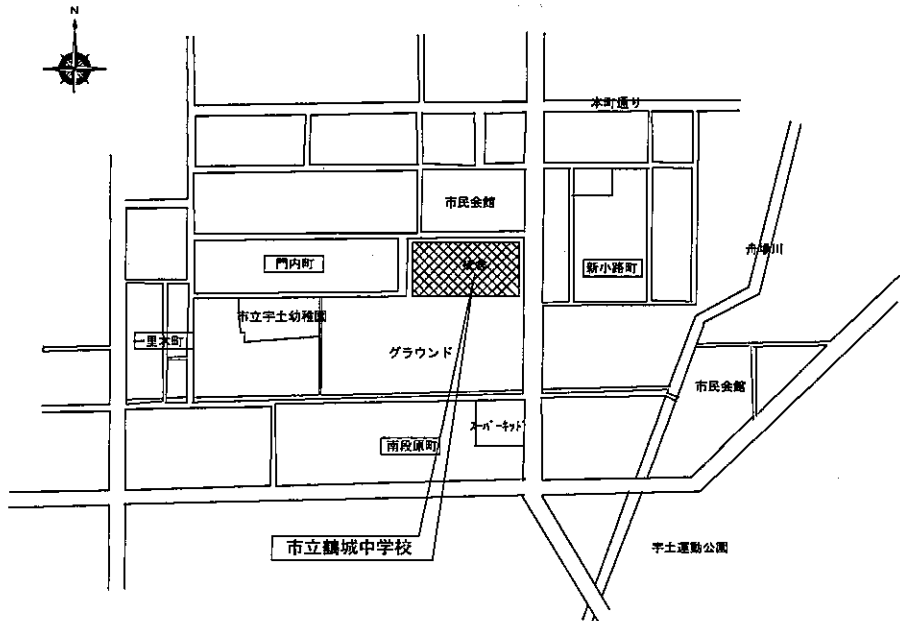 N
本町通り
市民会館
舟場川
門内町
新小路町
市立宇土幼稚園
一里木町
グラウンド
市民会館
スーパーキッド
南段原町
市立鶴城中学校
宇土運動公園